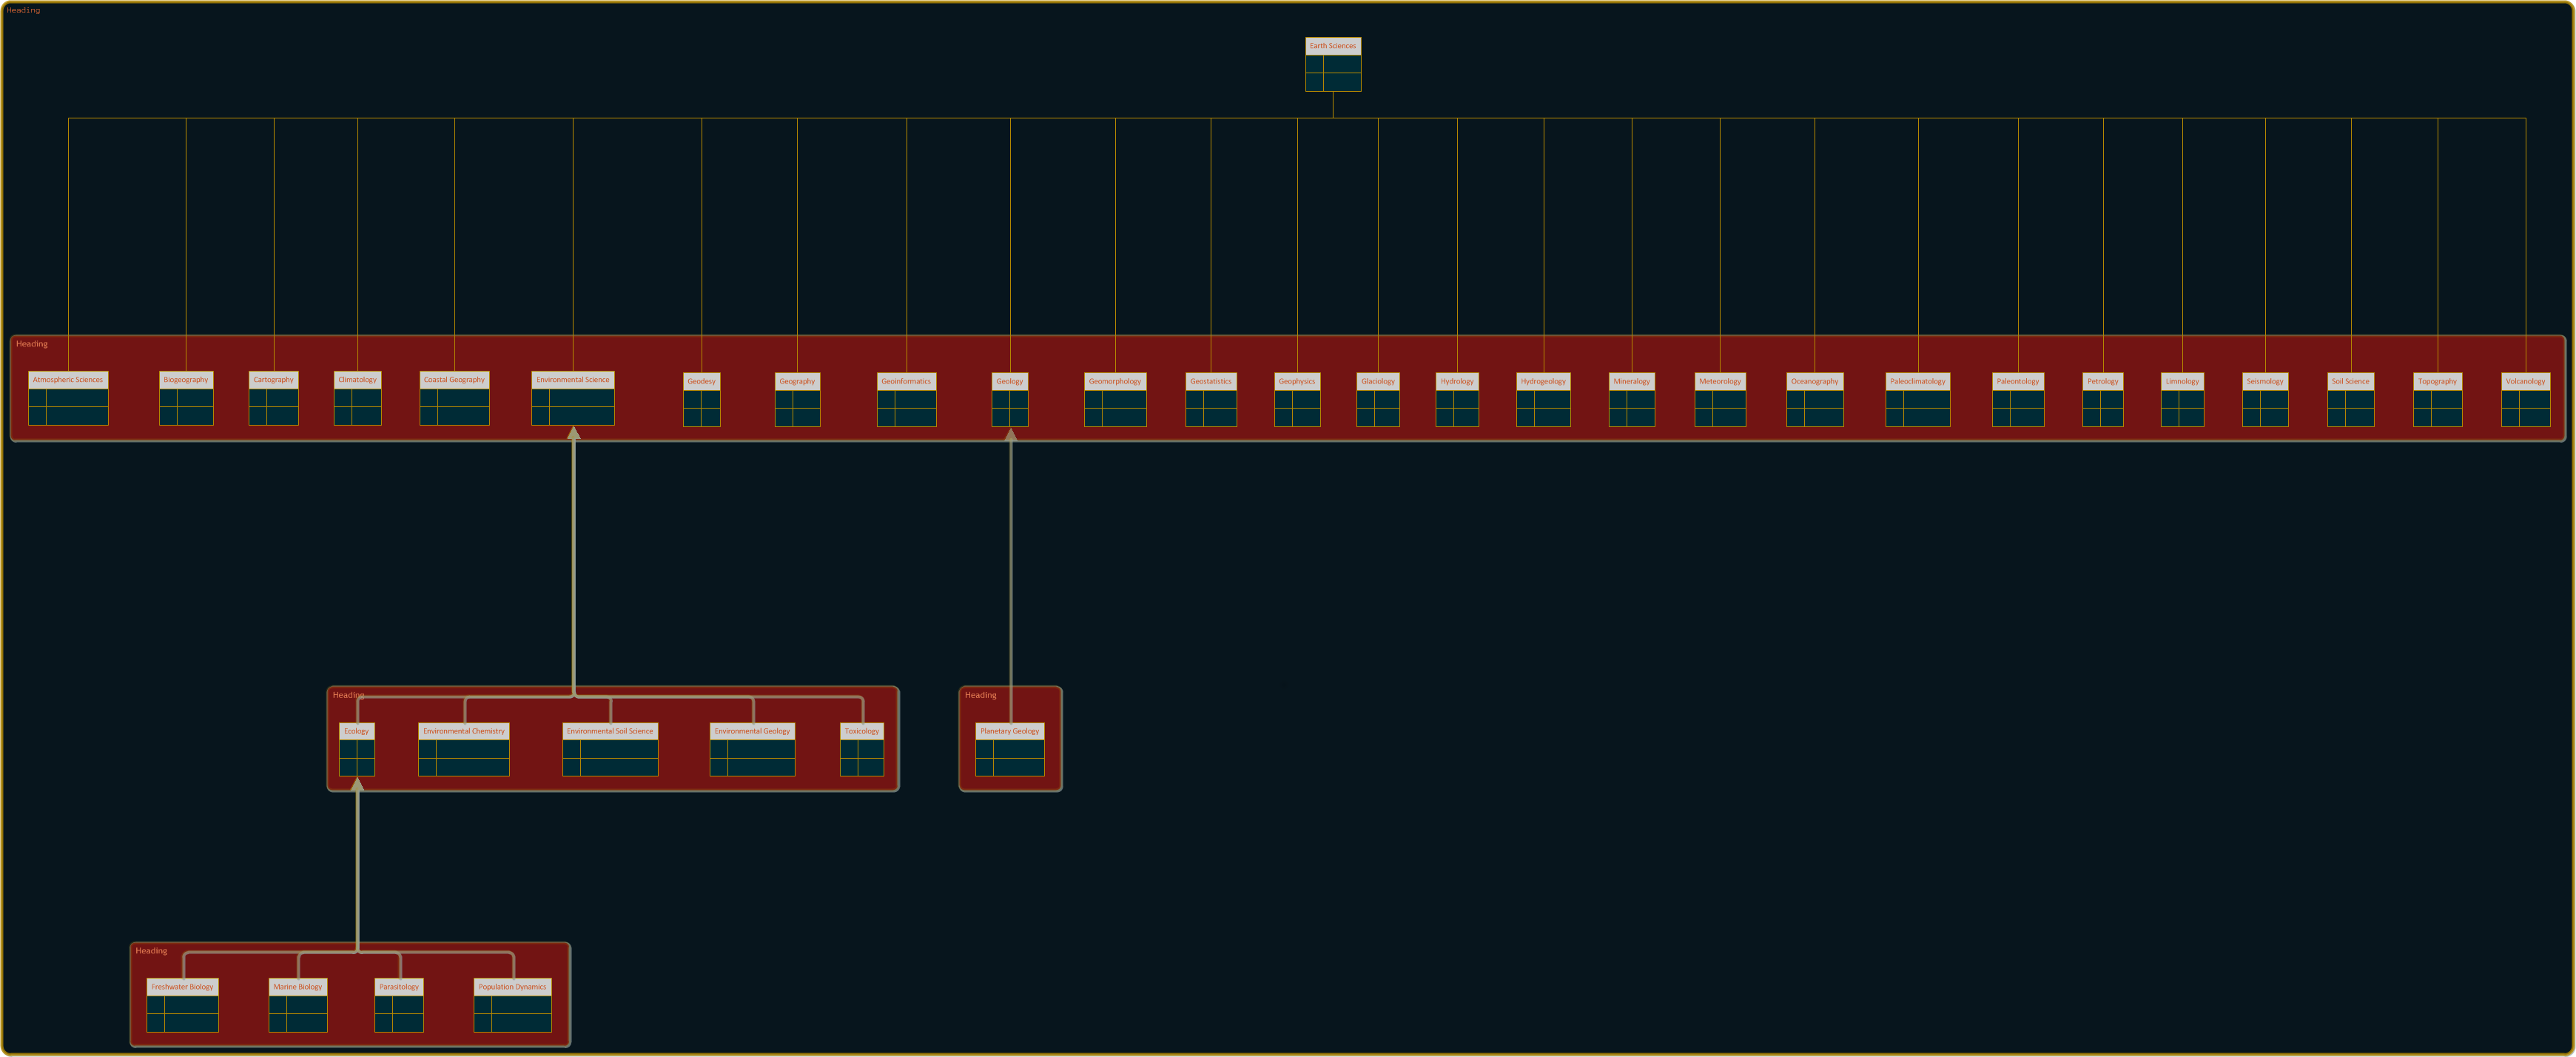 Heading
Earth Sciences
Heading
Atmospheric Sciences
Biogeography
Cartography
Climatology
Coastal Geography
Environmental Science
Geodesy
Geography
Geoinformatics
Geology
Geomorphology
Geostatistics
Geophysics
Glaciology
Hydrology
Hydrogeology
Mineralogy
Meteorology
Oceanography
Paleoclimatology
Paleontology
Petrology
Limnology
Seismology
Soil Science
Topography
Volcanology
Heading
Ecology
Environmental Chemistry
Environmental Soil Science
Environmental Geology
Toxicology
Heading
Planetary Geology
Heading
Freshwater Biology
Marine Biology
Parasitology
Population Dynamics